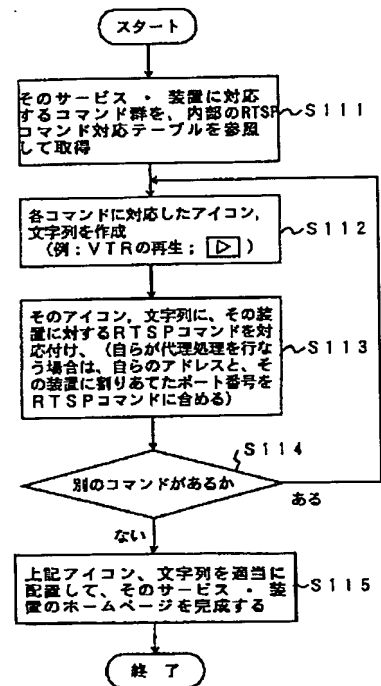 スタート
そのサービス ・ 装置に対応
するコマンド群を、内部のRTSP
コマンド対応テーブルを参照
して取得
S111
各コマンドに対応したアイコン,
文字列を作成
(例:VTRの再生; ▷ )
S112
そのアイコン, 文字列に、その装
置に対するRTSPコマンドを対
応付け、(自らが代理処理を行な
う場合は、自らのアドレスと、そ
の装置に割りあてたポート番号を
RTSPコマンドに含める)
S113
S114
別のコマンドがあるか
ある
ない
上記アイコン、文字列を適当に
配置して、そのサービス ・ 装
置のホームページを完成する
S115
終 了